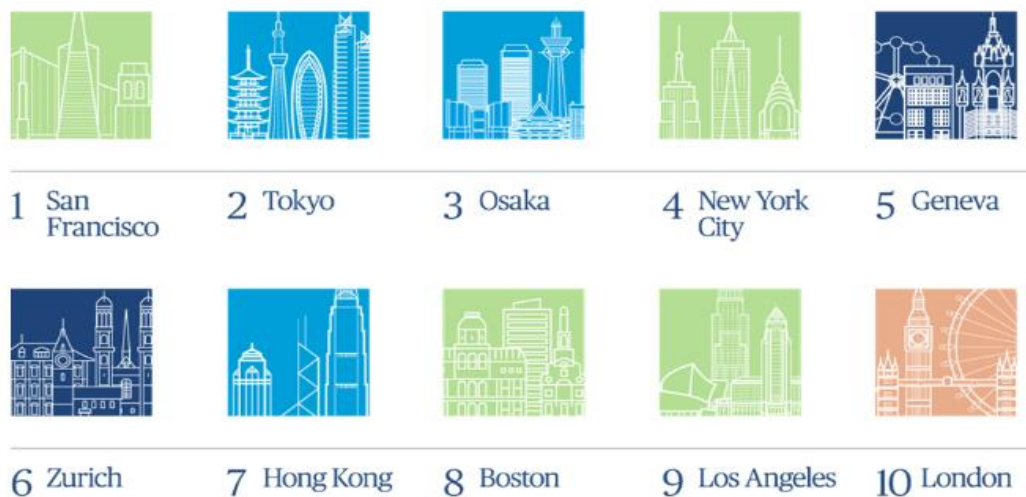 1 San Francisco
2 Tokyo
3 Osaka
4 New York City
5 Geneva
6 Zurich
7 Hong Kong
8 Boston
9 Los Angeles
10 London